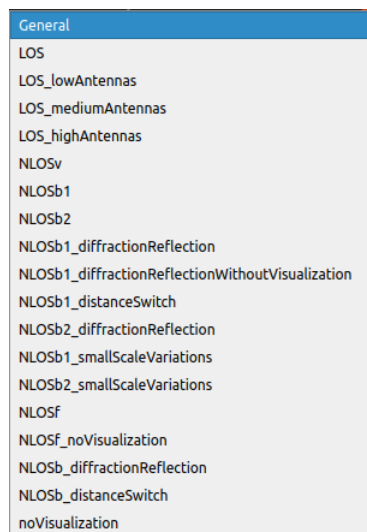 General
LOS
LOS_lowAntennas
LOS_mediumAntennas
LOS_highAntennas
NLOSv
NLOSb1
NLOSb2
NLOSb1_diffractionReflection
NLOSb1_diffractionReflectionWithoutVisualization
NLOSb1_distanceSwitch
NLOSb2_diffractionReflection
NLOSb1_smallScaleVariations
NLOSb2_smallScaleVariations
NLOSf
NLOSf_noVisualization
NLOSb_diffractionReflection
NLOSb_distanceSwitch
noVisualization